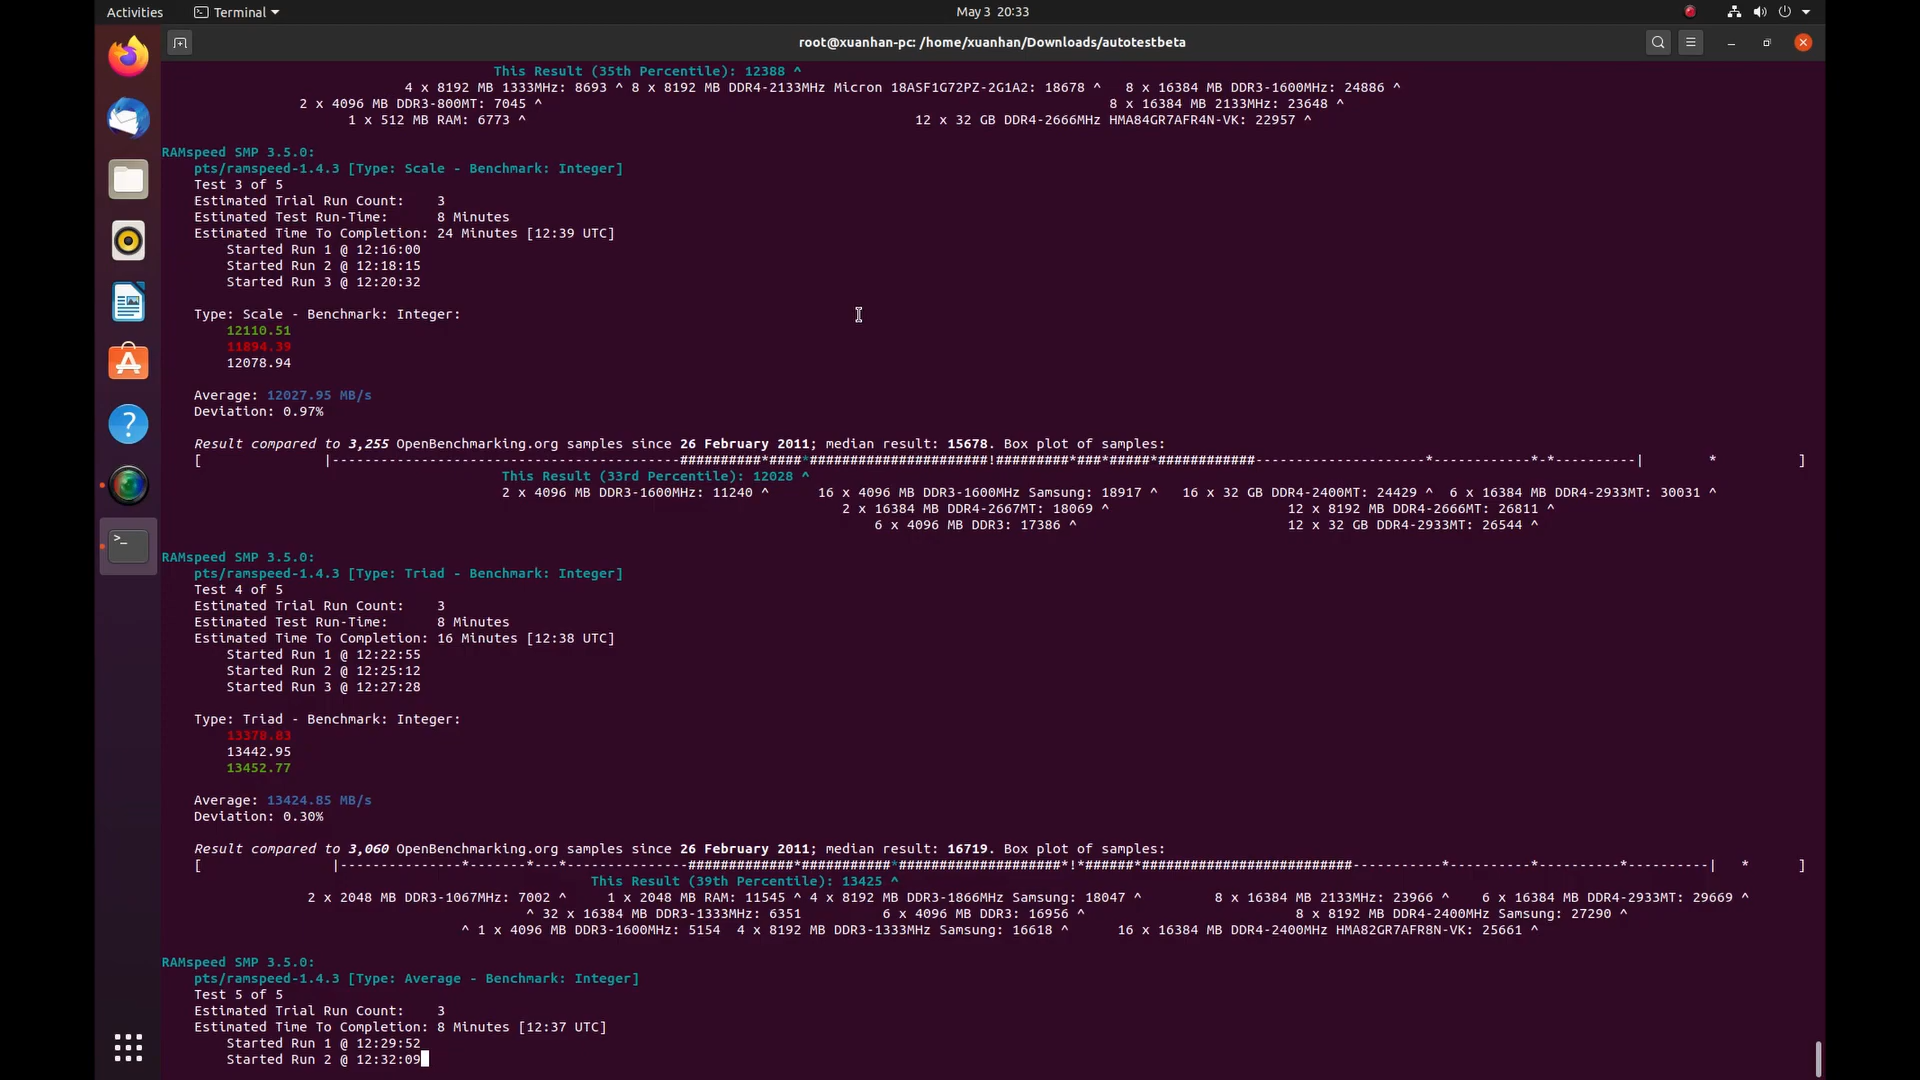 Activities
Terminal
May 3 20:33
root@xuanhan-pc: /home/xuanhan/Downloads/autotestbeta
This Result (35th Percentile): 12388 ^
4 x 8192 MB 1333MHz: 8693 ^ 8 x 8192 MB DDR4-2133MHz Micron 18ASF1G72PZ-2G1A2: 18678 ^ 8 x 16384 MB DDR3-1600MHz: 24886 ^
2 x 4096 MB DDR3-800MT: 7045 ^ 8 x 16384 MB 2133MHz: 23648 ^
1 x 512 MB RAM: 6773 ^ 12 x 32 GB DDR4-2666MHz HMA84GR7AFR4N-VK: 22957 ^
RAMspeed SMP 3.5.0:
pts/ramspeed-1.4.3 [Type: Scale - Benchmark: Integer]
Test 3 of 5
Estimated Trial Run Count: 3
Estimated Test Run-Time: 8 Minutes
Estimated Time To Completion: 24 Minutes [12:39 UTC]
Started Run 1 @ 12:16:00
Started Run 2 @ 12:18:15
Started Run 3 @ 12:20:32
Type: Scale - Benchmark: Integer:
12110.51
11894.39
12078.94
Average: 12027.95 MB/s
Deviation: 0.97%
Result compared to 3,255 OpenBenchmarking.org samples since 26 February 2011; median result: 15678. Box plot of samples:
[ |-------------------------------------------##########*####*######################!#########*###*#####*############---------------------*------------*-*----------| * ]
This Result (33rd Percentile): 12028 ^
2 x 4096 MB DDR3-1600MHz: 11240 ^ 16 x 4096 MB DDR3-1600MHz Samsung: 18917 ^ 16 x 32 GB DDR4-2400MT: 24429 ^ 6 x 16384 MB DDR4-2933MT: 30031 ^
2 x 16384 MB DDR4-2667MT: 18069 ^ 12 x 8192 MB DDR4-2666MT: 26811 ^
6 x 4096 MB DDR3: 17386 ^ 12 x 32 GB DDR4-2933MT: 26544 ^
RAMspeed SMP 3.5.0:
pts/ramspeed-1.4.3 [Type: Triad - Benchmark: Integer]
Test 4 of 5
Estimated Trial Run Count: 3
Estimated Test Run-Time: 8 Minutes
Estimated Time To Completion: 16 Minutes [12:38 UTC]
Started Run 1 @ 12:22:55
Started Run 2 @ 12:25:12
Started Run 3 @ 12:27:28
Type: Triad - Benchmark: Integer:
13378.83
13442.95
13452.77
Average: 13424.85 MB/s
Deviation: 0.30%
Result compared to 3,060 OpenBenchmarking.org samples since 26 February 2011; median result: 16719. Box plot of samples:
[ |---------------*-------*---*---------------#############*###########*####################*!*######*##########################-----------*----------*----------*----------| * ]
This Result (39th Percentile): 13425 ^
2 x 2048 MB DDR3-1067MHz: 7002 ^ 1 x 2048 MB RAM: 11545 ^ 4 x 8192 MB DDR3-1866MHz Samsung: 18047 ^ 8 x 16384 MB 2133MHz: 23966 ^ 6 x 16384 MB DDR4-2933MT: 29669 ^
^ 32 x 16384 MB DDR3-1333MHz: 6351 6 x 4096 MB DDR3: 16956 ^ 8 x 8192 MB DDR4-2400MHz Samsung: 27290 ^
^ 1 x 4096 MB DDR3-1600MHz: 5154 4 x 8192 MB DDR3-1333MHz Samsung: 16618 ^ 16 x 16384 MB DDR4-2400MHz HMA82GR7AFR8N-VK: 25661 ^
RAMspeed SMP 3.5.0:
pts/ramspeed-1.4.3 [Type: Average - Benchmark: Integer]
Test 5 of 5
Estimated Trial Run Count: 3
Estimated Time To Completion: 8 Minutes [12:37 UTC]
Started Run 1 @ 12:29:52
Started Run 2 @ 12:32:09